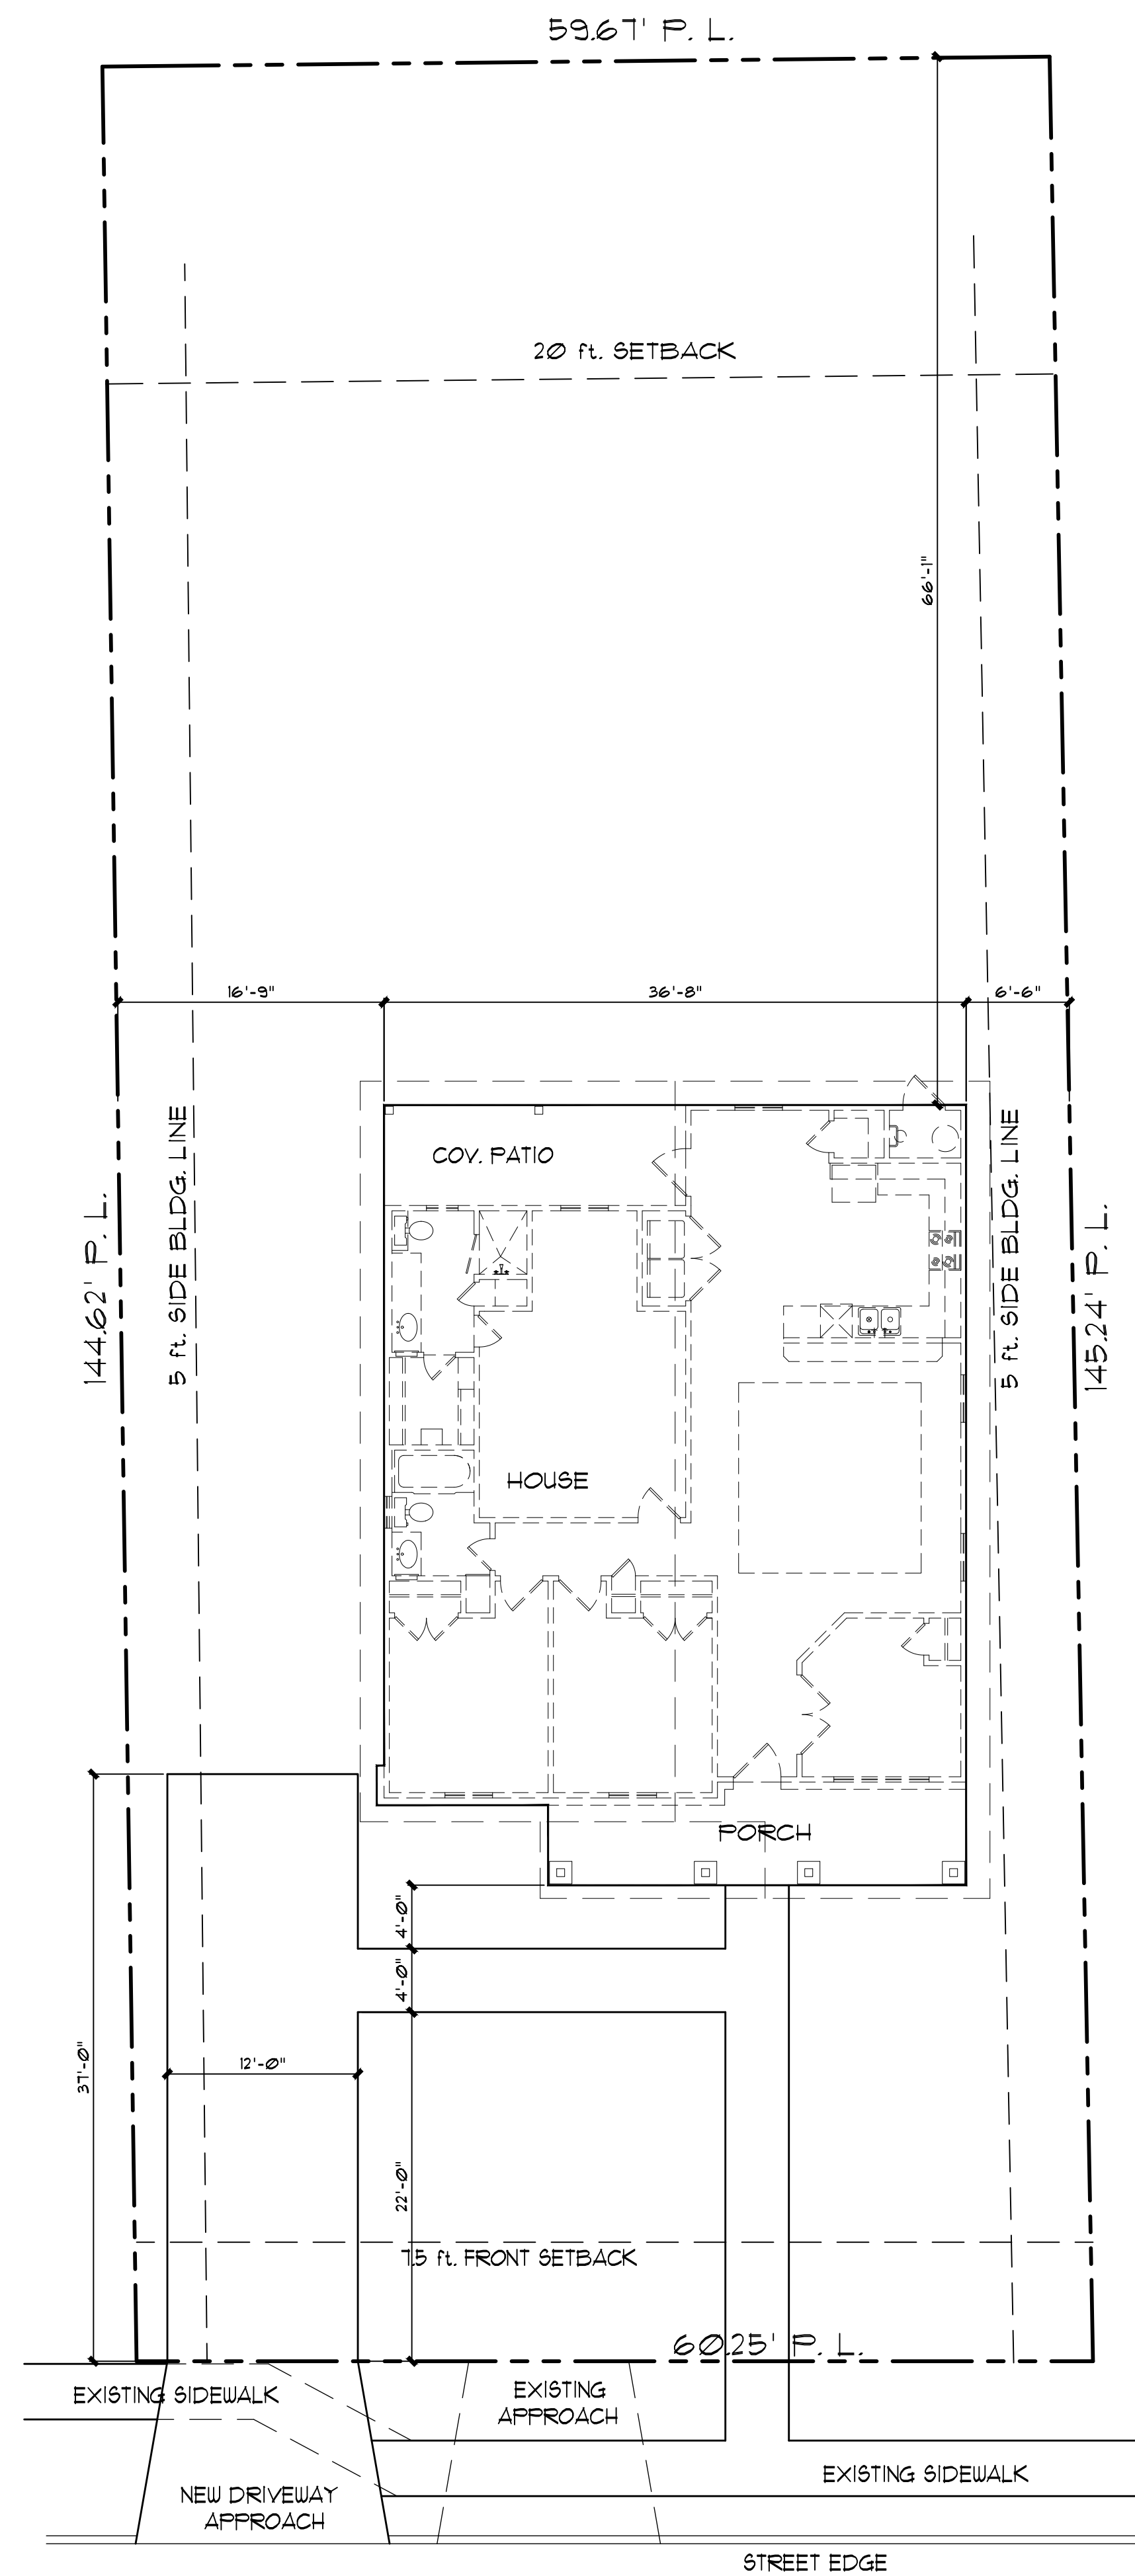 59.67' P. L.
20 ft. SETBACK
66'-1"
16'-9"
36'-8"
6'-6"
COV. PATIO
5 ft. SIDE BLDG. LINE
5 ft. SIDE BLDG. LINE
144.62' P. L.
145.24' P. L.
HOUSE
PORCH
4'-0"
4'-0"
37'-0"
12'-0"
22'-0"
7.5 ft. FRONT SETBACK
60.25' P. L.
EXISTING SIDEWALK
EXISTING
APPROACH
EXISTING SIDEWALK
NEW DRIVEWAY
APPROACH
STREET EDGE